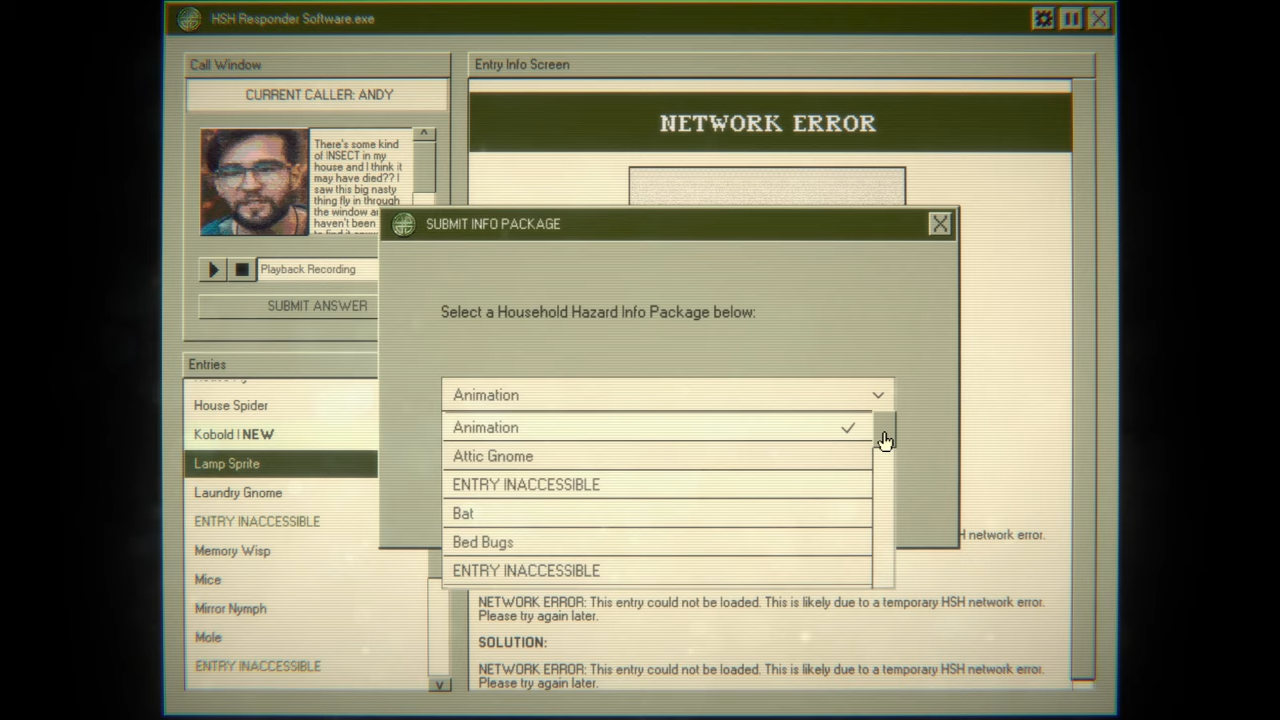 HSH Responder Software.exe
Call Window
CURRENT CALLER: ANDY
There's some kind
of INSECT in my
house and I think it
may have died?? I
saw this big nasty
thing fly in through
the window
haven't been
Playback Recording
SUBMIT ANSWER
Entries
House Spider
Kobold | NEW
Lamp Sprite
Laundry Gnome
ENTRY INACCESSIBLE
Memory Wisp
Mice
Mirror Nymph
Mole
ENTRY INACCESSIBLE
Entry Info Screen
NETWORK ERROR
SUBMIT INFO PACKAGE
Select a Household Hazard Info Package below:
Animation
Animation
Attic Gnome
ENTRY INACCESSIBLE
Bat
Bed Bugs
ENTRY INACCESSIBLE
network error.
NETWORK ERROR: This entry could not be loaded. This is likely due to a temporary HSH network error.
Please try again later.
SOLUTION:
NETWORK ERROR: This entry could not be loaded. This is likely due to a temporary HSH network error.
Please try again later.